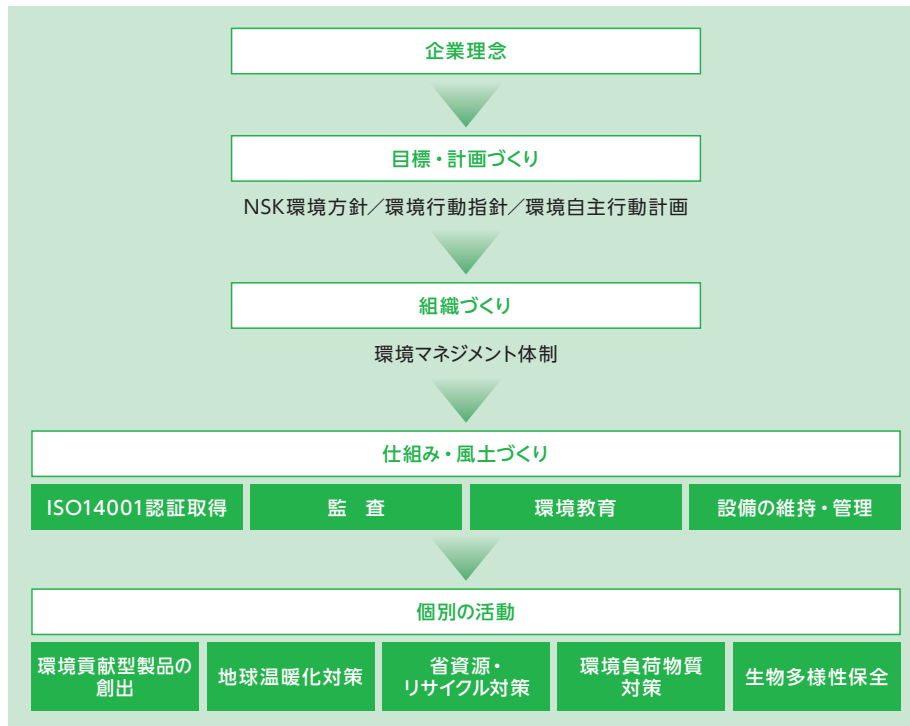 企業理念
目標・計画づくり
NSK環境方針／環境行動指針／環境自主行動計画
組織づくり
環境マネジメント体制
仕組み・風土づくり
ISO14001認証取得
監　査
環境教育
設備の維持・管理
個別の活動
環境貢献型製品の
創出
地球温暖化対策
省資源・
リサイクル対策
環境負荷物質
対策
生物多様性保全